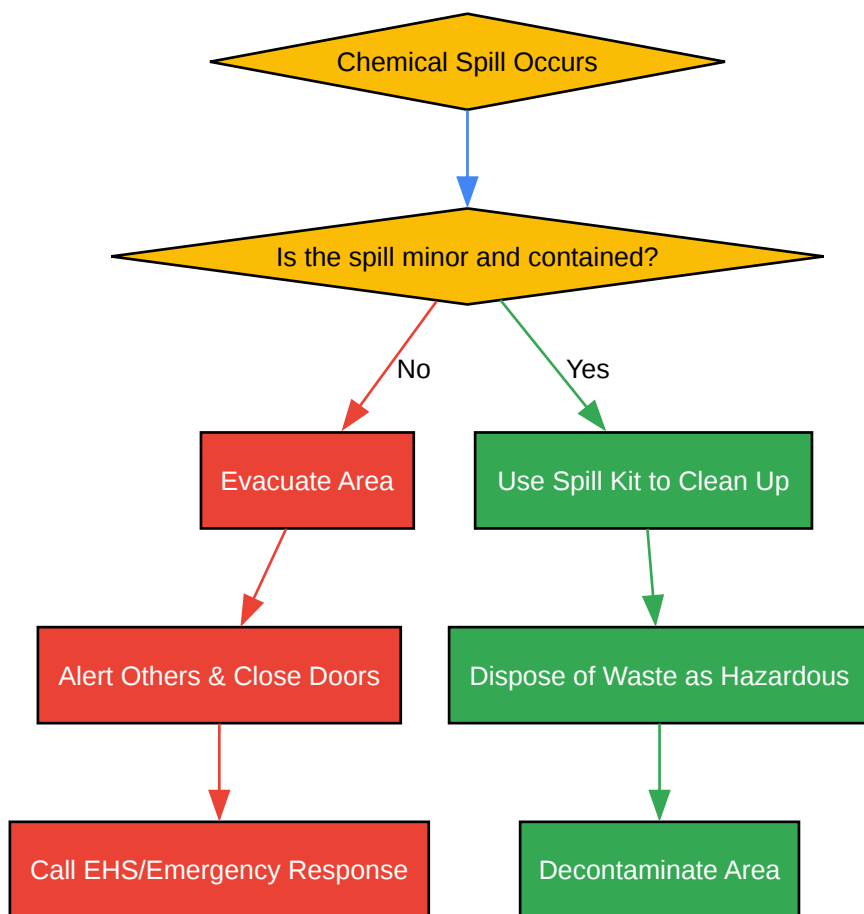 Chemical Spill Occurs
Is the spill minor and contained?
No
Yes
Evacuate Area
Use Spill Kit to Clean Up
Alert Others & Close Doors
Dispose of Waste as Hazardous
Call EHS/Emergency Response
Decontaminate Area